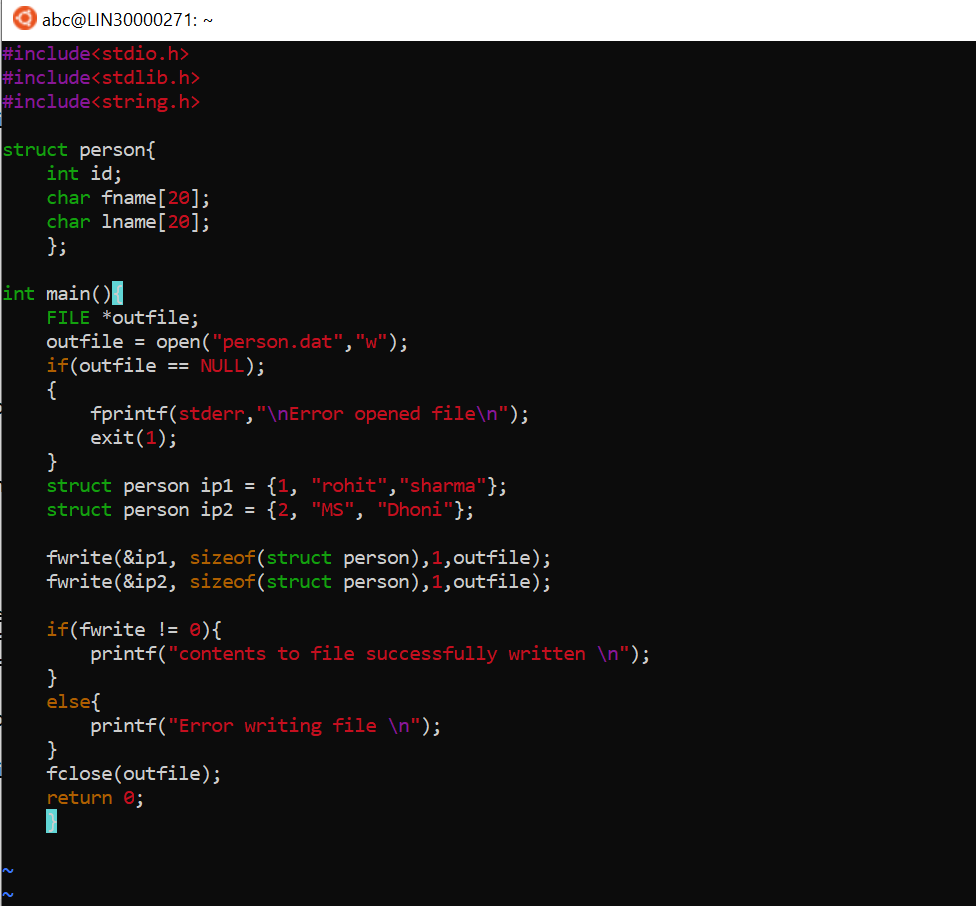 abc@LIN30000271: ~
#include<stdio.h>
#include<stdlib.h>
#include<string.h>
struct person{
    int id;
    char fname[20];
    char lname[20];
    };
int main(){
    FILE *outfile;
    outfile = open("person.dat","w");
    if(outfile == NULL);
    {
        fprintf(stderr,"\nError opened file\n");
        exit(1);
    }
    struct person ip1 = {1, "rohit","sharma"};
    struct person ip2 = {2, "MS", "Dhoni"};
    fwrite(&ip1, sizeof(struct person),1,outfile);
    fwrite(&ip2, sizeof(struct person),1,outfile);
    if(fwrite != 0){
        printf("contents to file successfully written \n");
    }
    else{
        printf("Error writing file \n");
    }
    fclose(outfile);
    return 0;
    }
~
~